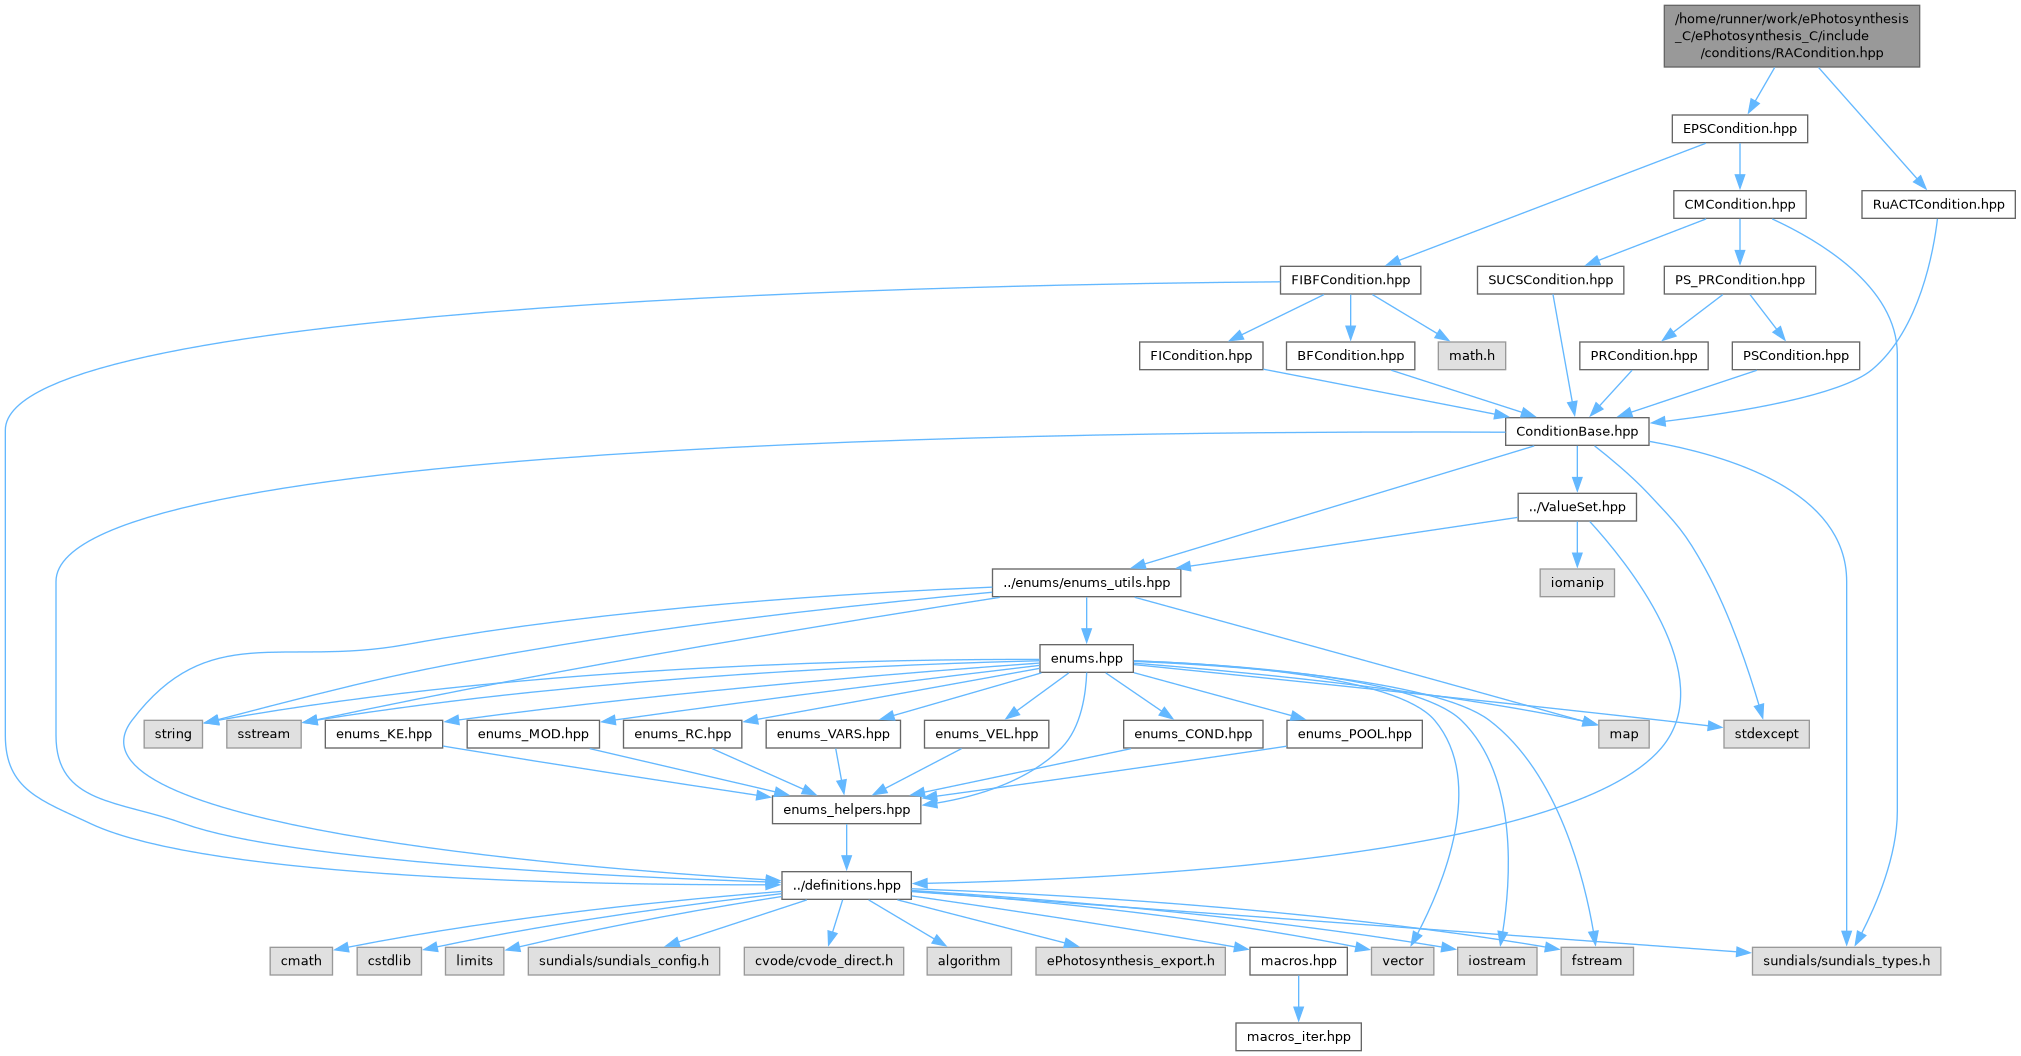 /home/runner/work/ePhotosynthesis
_C/ePhotosynthesis_C/include
/conditions/RACondition.hpp
EPSCondition.hpp
CMCondition.hpp
RuACTCondition.hpp
FIBFCondition.hpp
SUCSCondition.hpp
PS_PRCondition.hpp
FICondition.hpp
BFCondition.hpp
math.h
PRCondition.hpp
PSCondition.hpp
ConditionBase.hpp
../ValueSet.hpp
../enums/enums_utils.hpp
iomanip
enums.hpp
string
sstream
enums_KE.hpp
enums_MOD.hpp
enums_RC.hpp
enums_VARS.hpp
enums_VEL.hpp
enums_COND.hpp
enums_POOL.hpp
map
stdexcept
enums_helpers.hpp
../definitions.hpp
cmath
cstdlib
limits
sundials/sundials_config.h
cvode/cvode_direct.h
algorithm
ePhotosynthesis_export.h
macros.hpp
vector
iostream
fstream
sundials/sundials_types.h
macros_iter.hpp